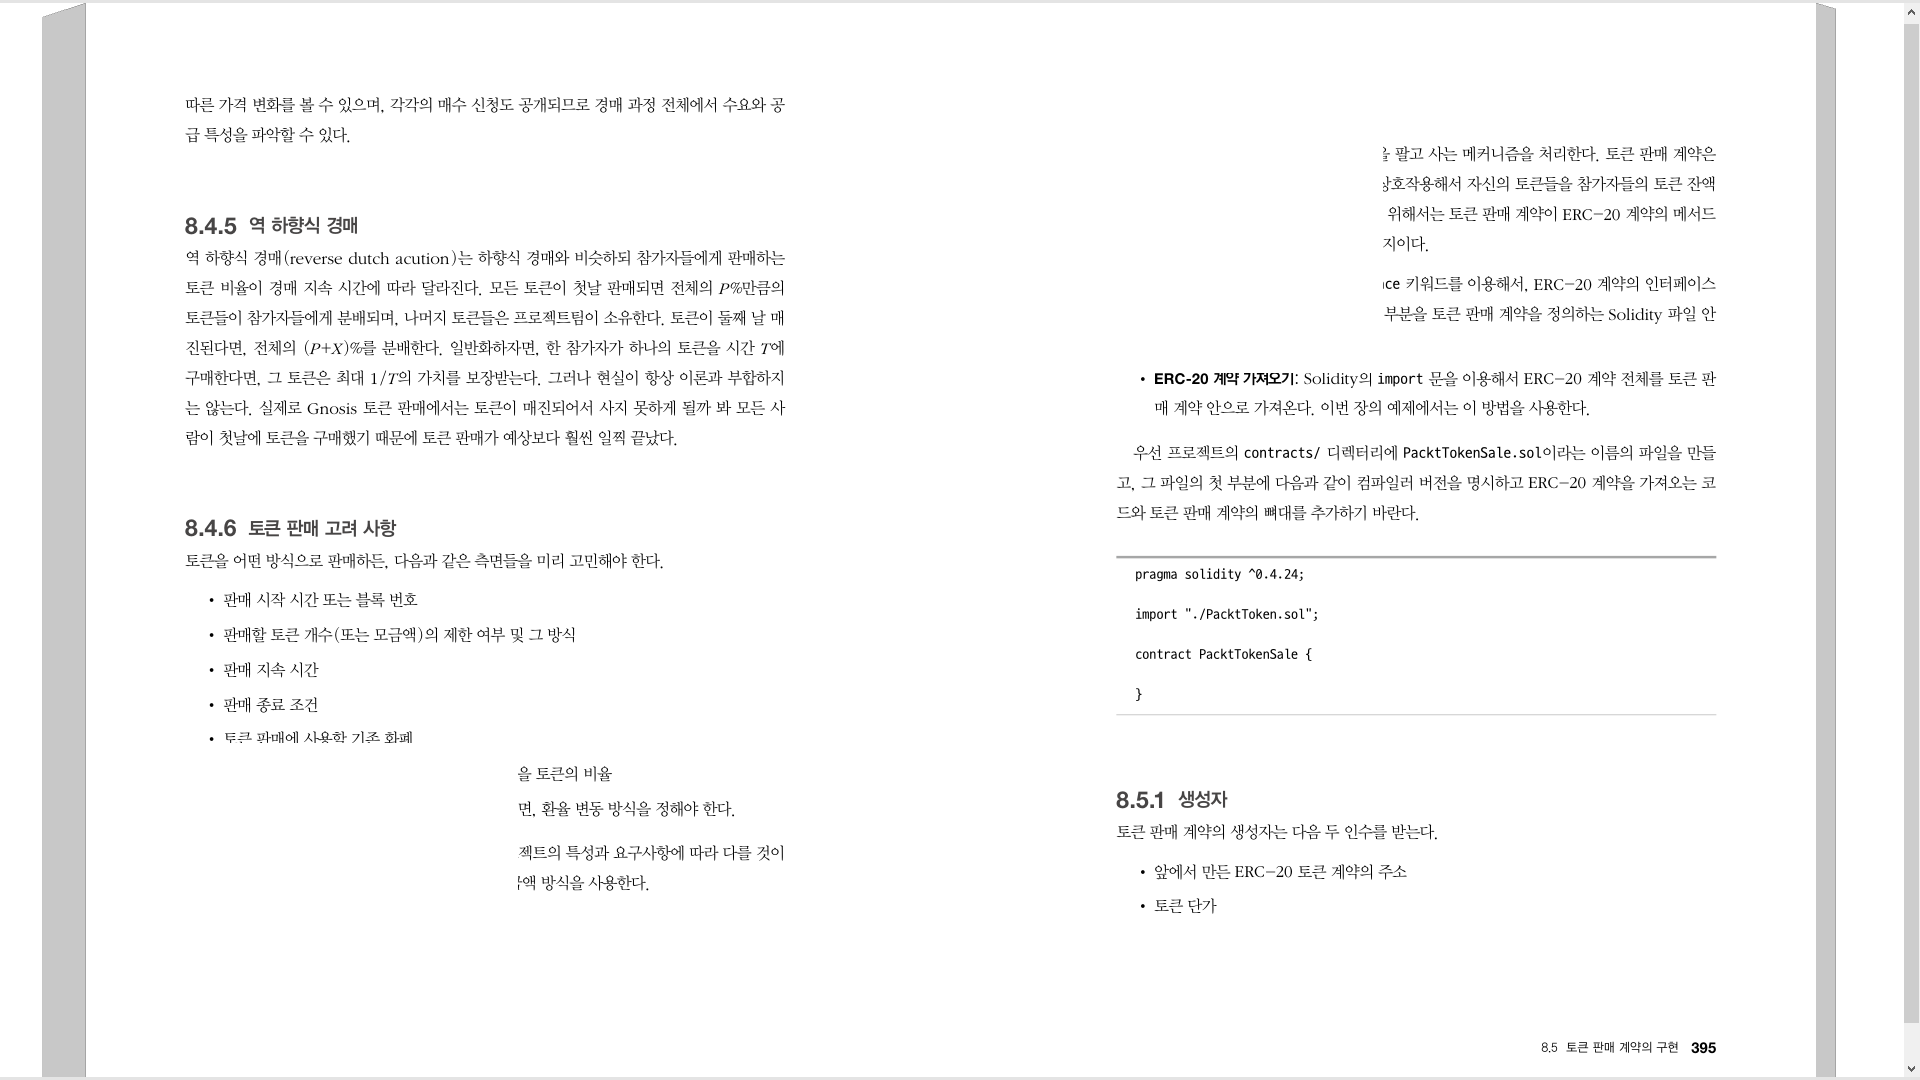 따른 가격 변화를 볼 수 있으며, 각각의 매수 신청도 공개되므로 경매 과정 전체에서 수요와 공
급 특성을 파악할 수 있다.
8.4.5 역 하향식 경매
역 하향식 경매(reverse dutch acution)는 하향식 경매와 비슷하되 참가자들에게 판매하는
토큰 비율이 경매 지속 시간에 따라 달라진다. 모든 토큰이 첫날 판매되면 전체의 P%만큼의
토큰들이 참가자들에게 분배되며, 나머지 토큰들은 프로젝트팀이 소유한다. 토큰이 둘째 날 매
진된다면, 전체의 (P+X)%를 분배한다. 일반화하자면, 한 참가자가 하나의 토큰을 시간 T에
구매한다면, 그 토큰은 최대 1/T의 가치를 보장받는다. 그러나 현실이 항상 이론과 부합하지
는 않는다. 실제로 Gnosis 토큰 판매에서는 토큰이 매진되어서 사지 못하게 될까 봐 모든 사
람이 첫날에 토큰을 구매했기 때문에 토큰 판매가 예상보다 훨씬 일찍 끝났다.
8.4.6 토큰 판매 고려 사항
토큰을 어떤 방식으로 판매하든, 다음과 같은 측면들을 미리 고민해야 한다.
• 판매 시작 시간 또는 블록 번호
• 판매할 토큰 개수(또는 모금액)의 제한 여부 및 그 방식
• 판매 지속 시간
• 판매 종료 조건
• 토큰 판매에 사용할 기존 화폐
을 토큰의 비율
면, 환율 변동 방식을 정해야 한다.
젝트의 특성과 요구사항에 따라 다를 것이
액 방식을 사용한다.
을 팔고 사는 메커니즘을 처리한다. 토큰 판매 계약은
상호작용해서 자신의 토큰들을 참가자들의 토큰 잔액
위해서는 토큰 판매 계약이 ERC-20 계약의 메서드
지이다.
ce 키워드를 이용해서, ERC-20 계약의 인터페이스
부분을 토큰 판매 계약을 정의하는 Solidity 파일 안
• ERC-20 계약 가져오기: Solidity의 import 문을 이용해서 ERC-20 계약 전체를 토큰 판
매 계약 안으로 가져온다. 이번 장의 예제에서는 이 방법을 사용한다.
우선 프로젝트의 contracts/ 디렉터리에 PacktTokenSale.sol이라는 이름의 파일을 만들
고, 그 파일의 첫 부분에 다음과 같이 컴파일러 버전을 명시하고 ERC-20 계약을 가져오는 코
드와 토큰 판매 계약의 뼈대를 추가하기 바란다.
pragma solidity ^0.4.24;
import "./PacktToken.sol";
contract PacktTokenSale {
}
8.5.1 생성자
토큰 판매 계약의 생성자는 다음 두 인수를 받는다.
• 앞에서 만든 ERC-20 토큰 계약의 주소
• 토큰 단가
8.5 토큰 판매 계약의 구현 395